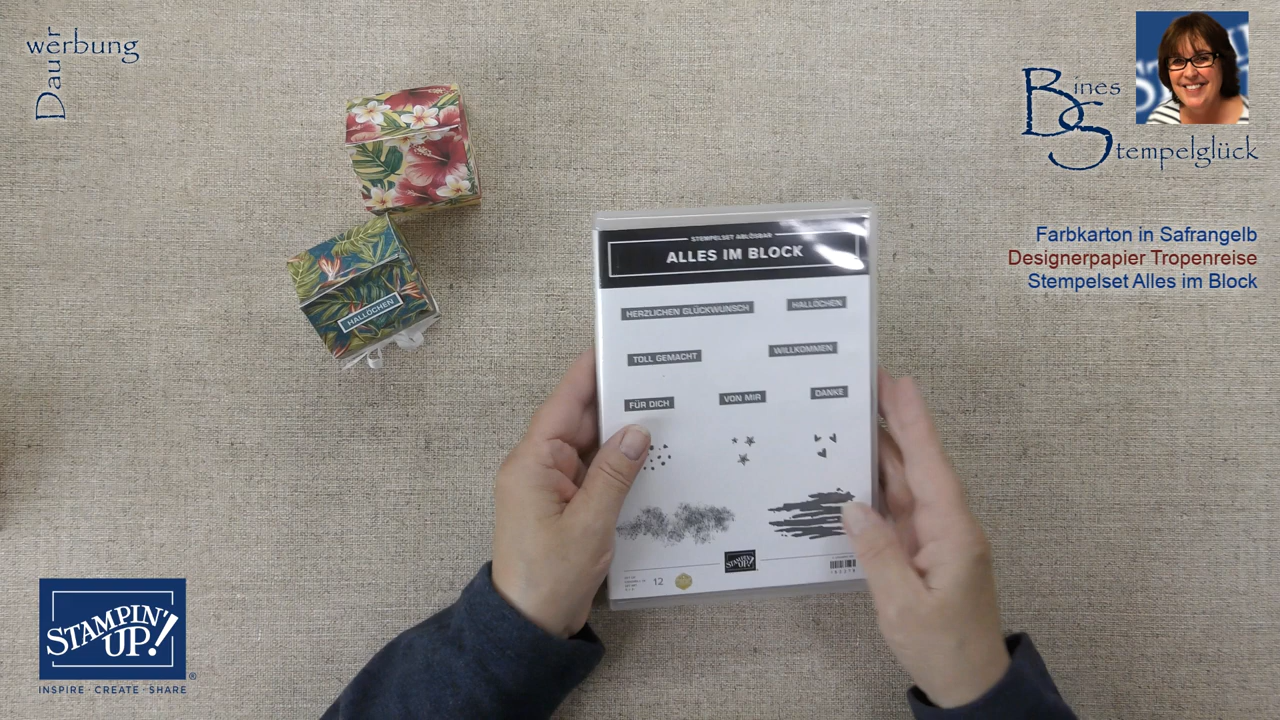 Dauerwerbung
Bines
Stempelglück
Farbkarton in Safrangelb
Designerpapier Tropenreise
Stempelset Alles im Block
HALLÖCHEN
STEMPELSET ABLÖSBAR
ALLES IM BLOCK
HERZLICHEN GLÜCKWUNSCH
HALLÖCHEN
TOLL GEMACHT
WILLKOMMEN
FÜR DICH
VON MIR
DANKE
STAMPIN' UP!
12
STAMPIN' UP!®
INSPIRE · CREATE · SHARE